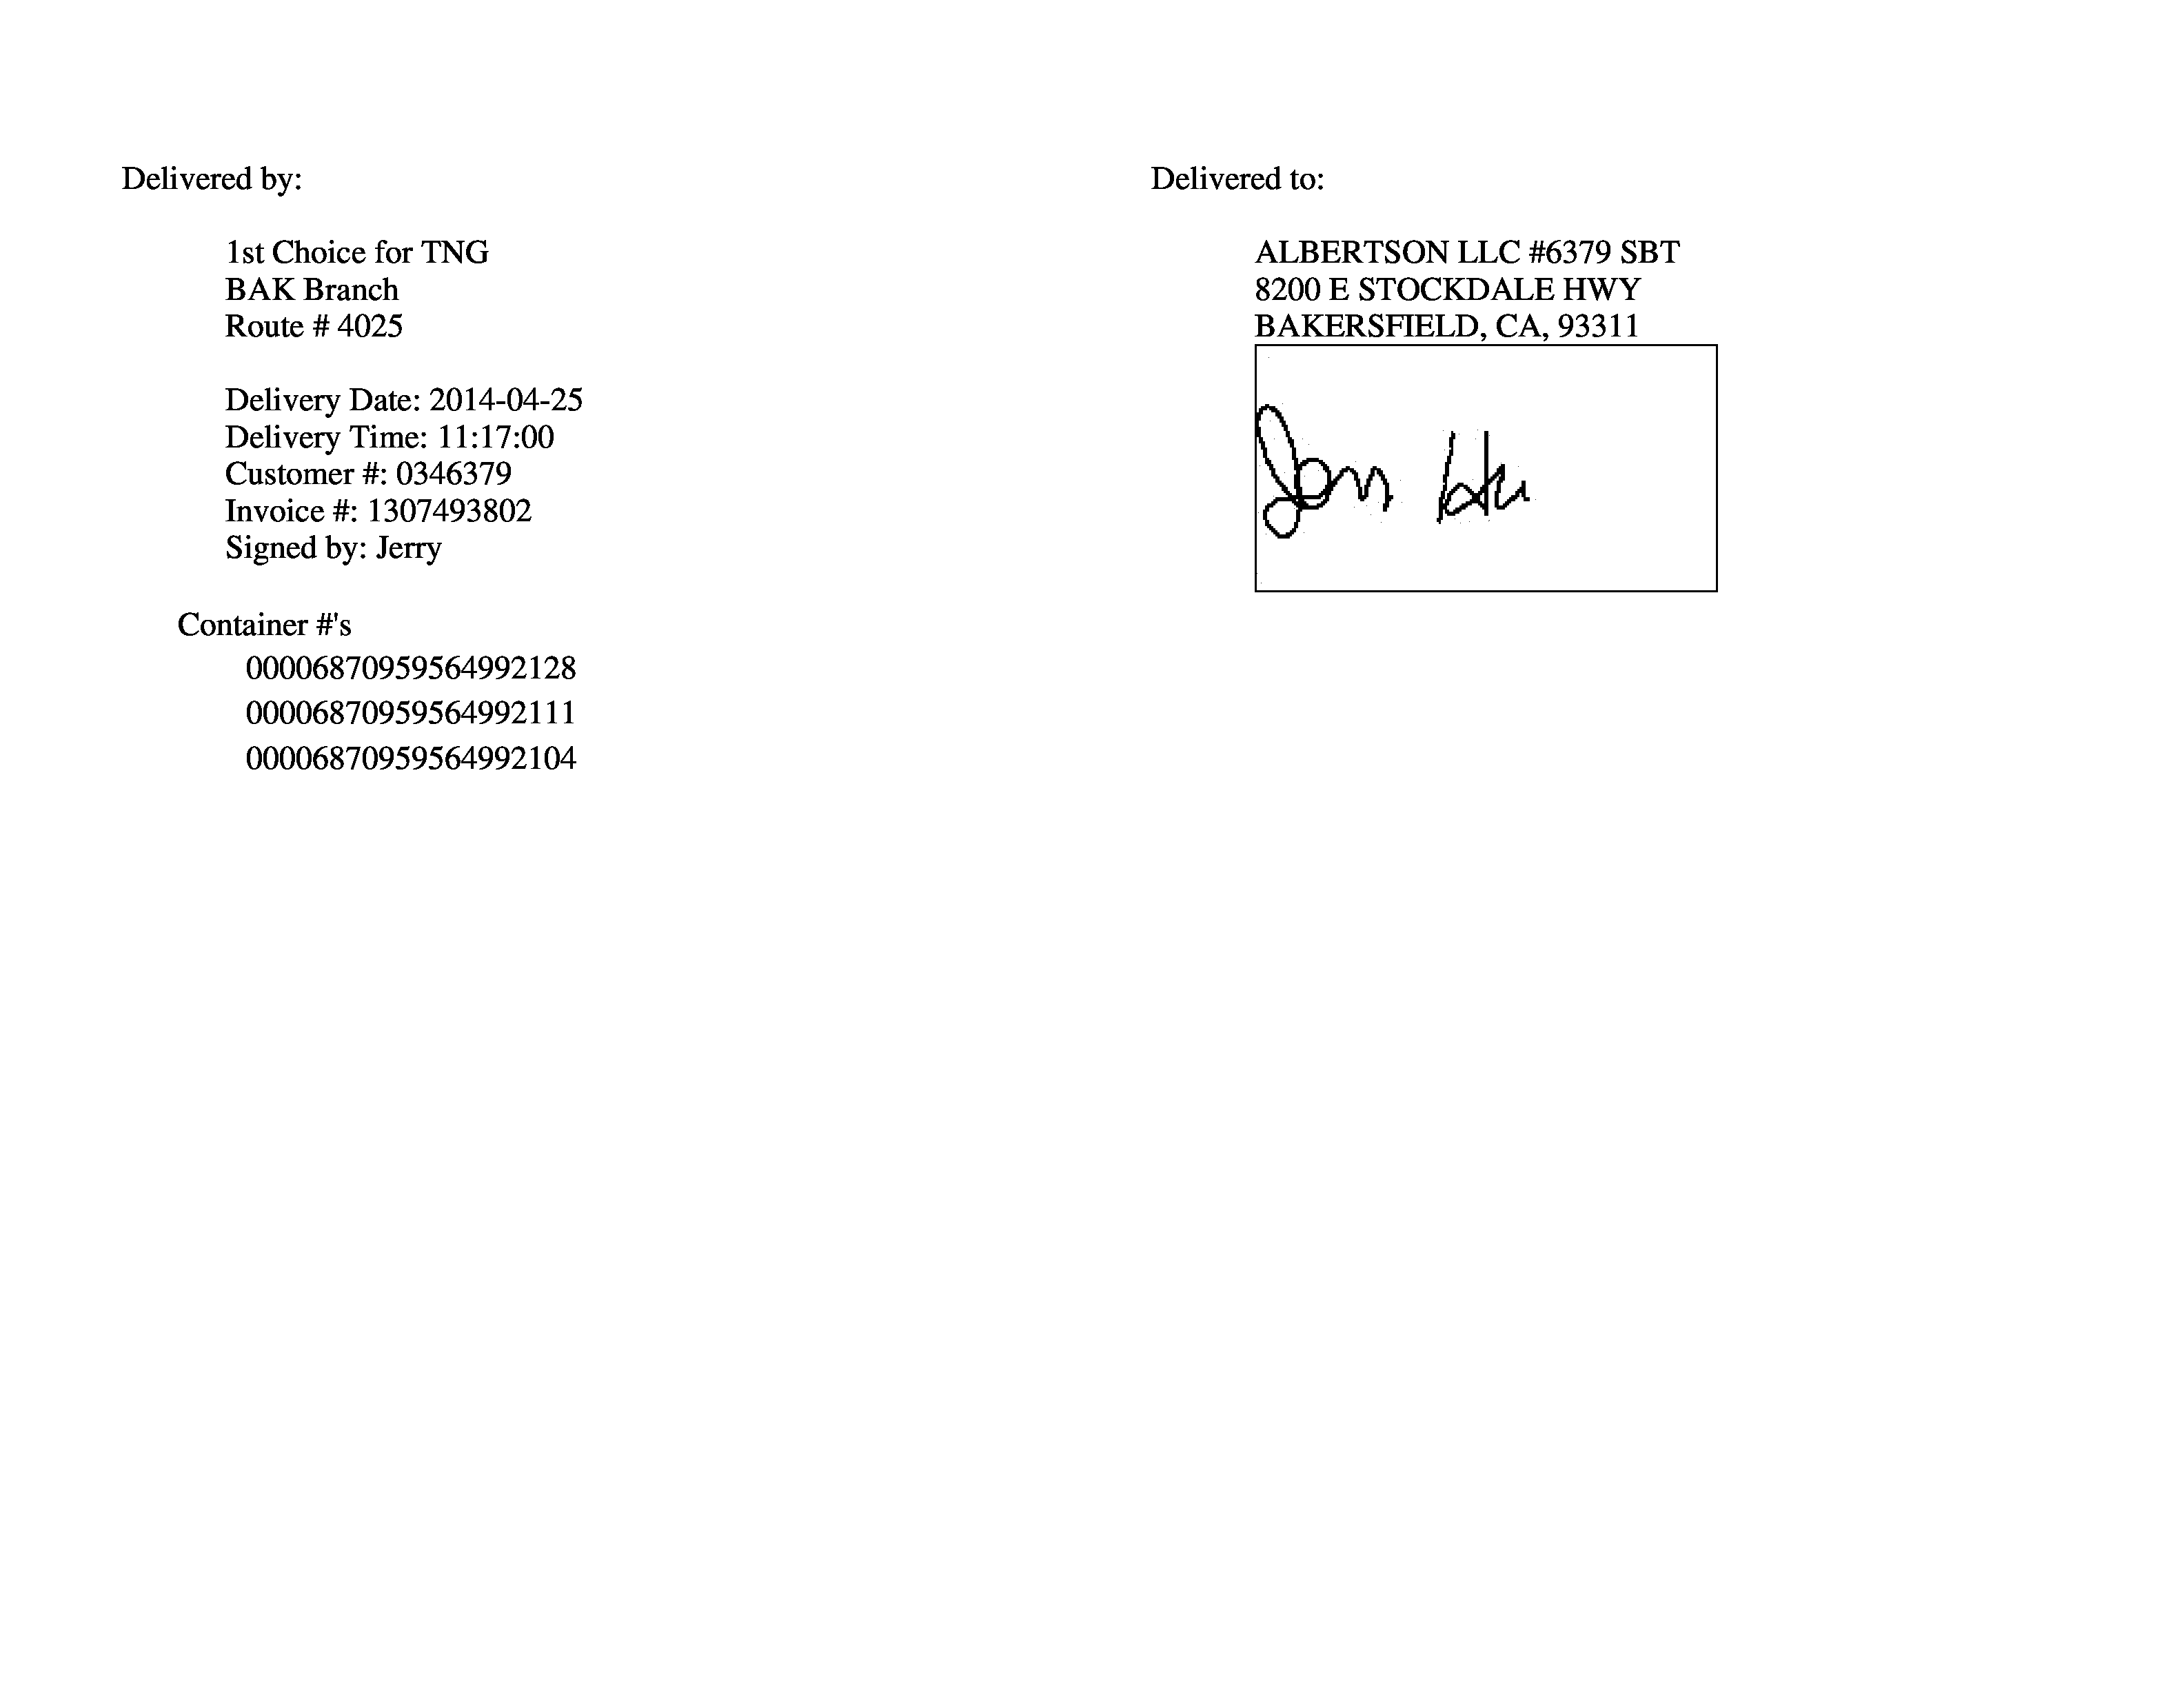 Delivered by:
1st Choice for TNG
BAK Branch
Route # 4025
Delivery Date: 2014-04-25
Delivery Time: 11:17:00
Customer #: 0346379
Invoice #: 1307493802
Signed by: Jerry
Container #'s
00006870959564992128
00006870959564992111
00006870959564992104
Delivered to:
ALBERTSON LLC #6379 SBT
8200 E STOCKDALE HWY
BAKERSFIELD, CA, 93311